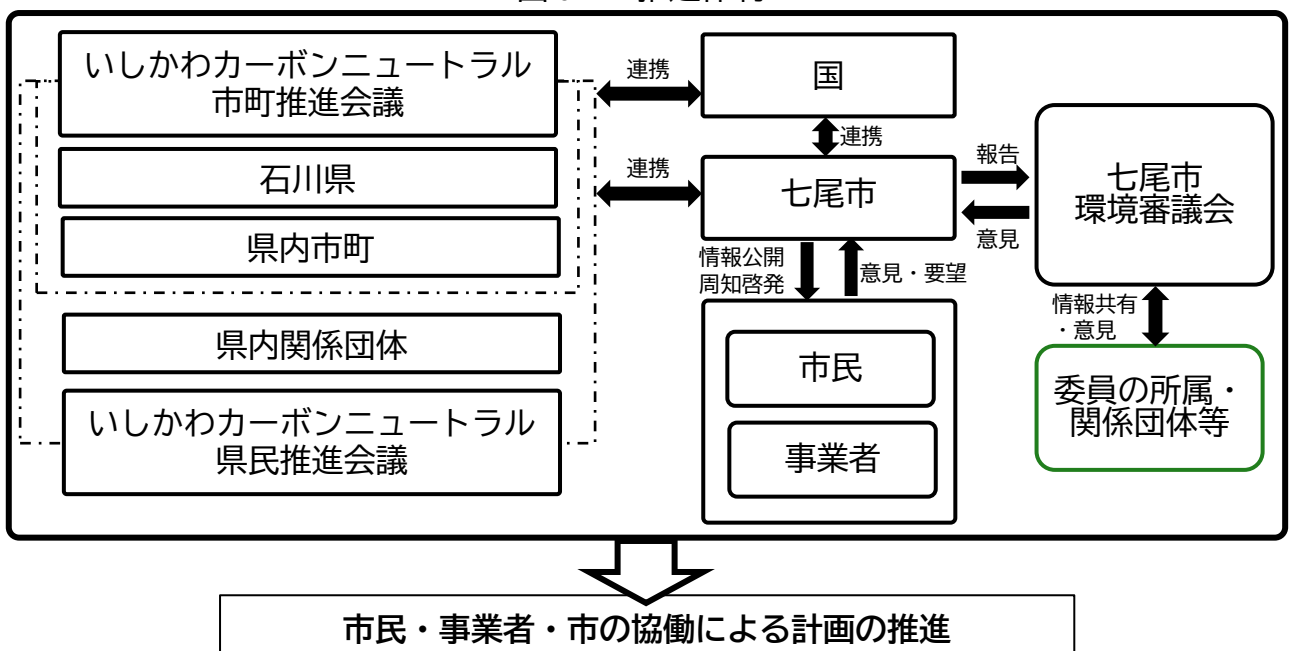 いしかわカーボンニュートラル
市町推進会議
石川県
県内市町
県内関係団体
いしかわカーボンニュートラル
県民推進会議
連携
連携
国
連携
七尾市
情報公開
周知啓発
意見・要望
市民
事業者
報告
意見
七尾市
環境審議会
情報共有
・意見
委員の所属・
関係団体等
市民・事業者・市の協働による計画の推進